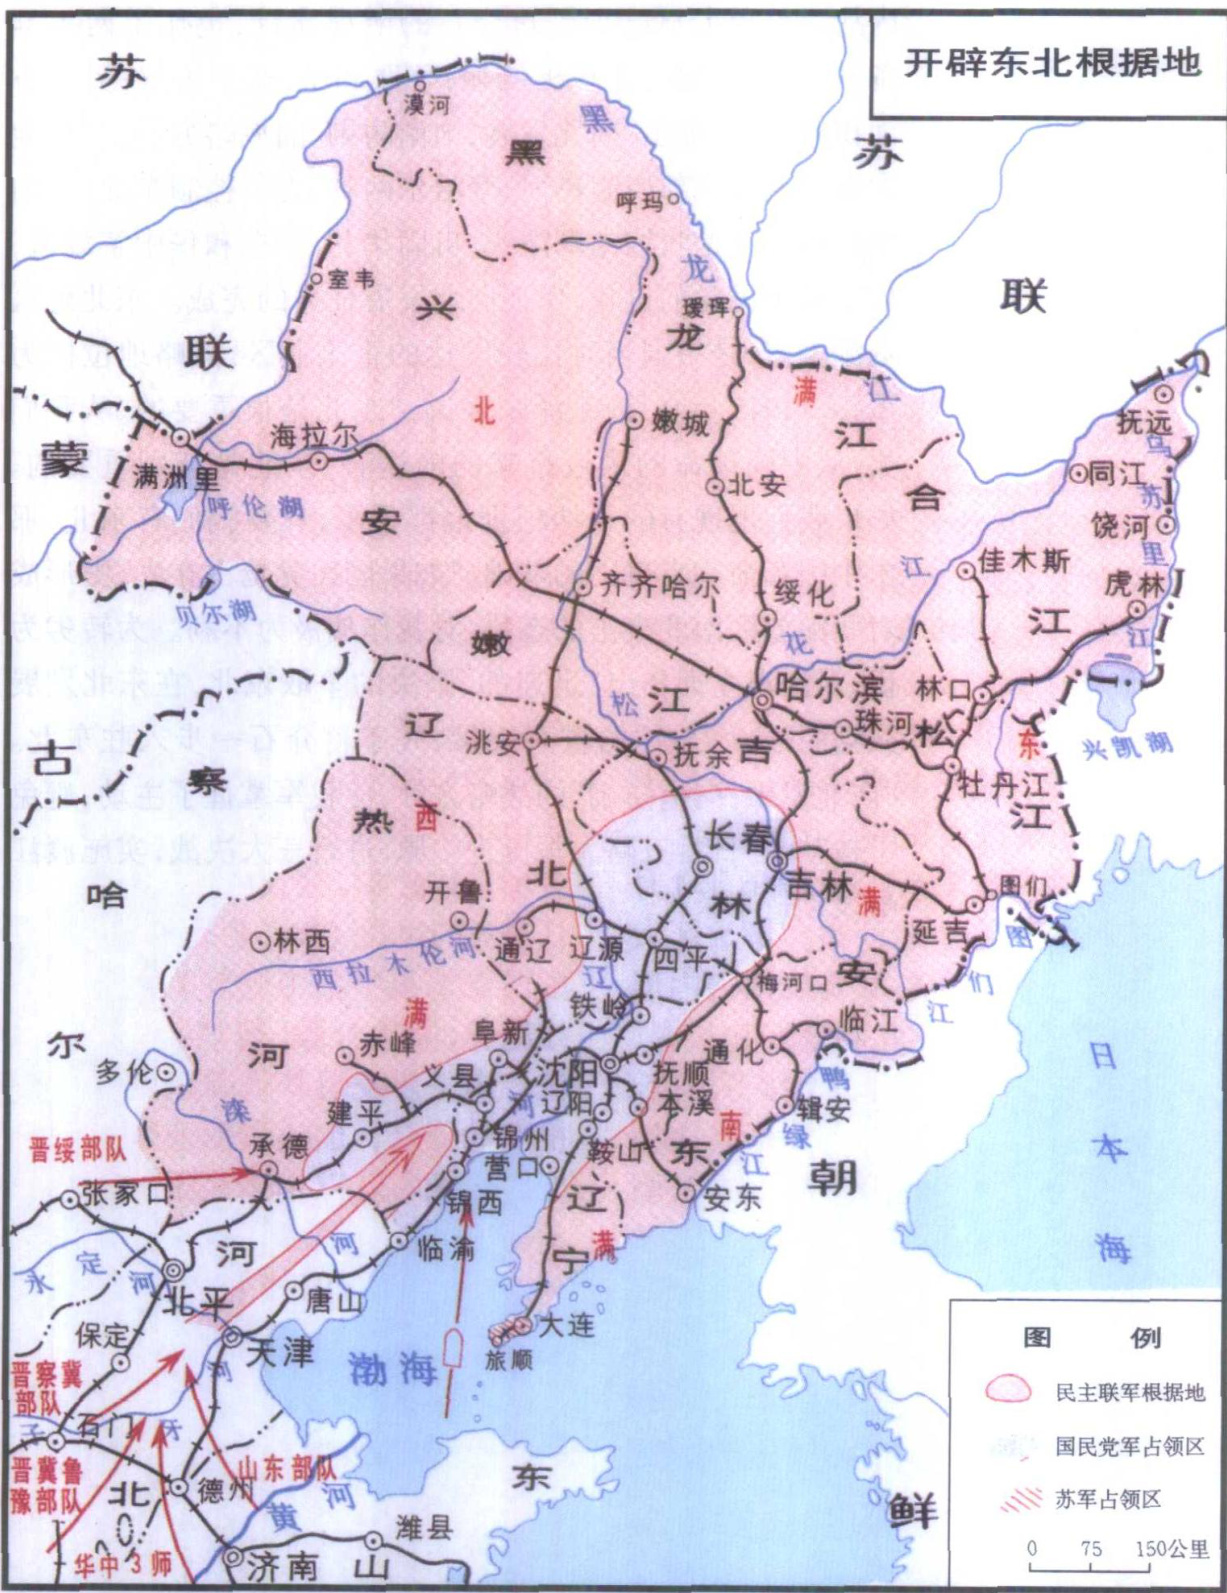 开辟东北根据地
苏
漠河
黑
黑
苏
呼玛
龙
联
室韦
兴
瑷珲
龙
联
北
满
江
抚远
嫩城
江
乌
蒙
海拉尔
满洲里
同江
北安
合
苏
呼伦湖
安
饶河
里
江
佳木斯
齐齐哈尔
绥化
虎林
贝尔湖
江
江
嫩
花
松
江
哈尔滨
林口
辽
洮安
珠河
松
东
兴凯湖
古
察
抚余
吉
牡丹江
热
西
长春
江
哈
北
吉林
图们
开鲁
林
满
林西
通辽
辽源
延吉
图
西拉木伦河
四平
安
们
辽
梅河口
江
满
铁岭
临江
尔
河
赤峰
阜新
通化
日
多伦
义县
沈阳
抚顺
鸭
滦
建平
河
辽阳
本溪
辑安
晋绥部队
承德
锦州
鞍山
南
绿
本
营口
东
江
朝
张家口
锦西
辽
安东
河
河
临渝
宁
满
海
永定河
北平
唐山
大连
保定
天津
渤海
旅顺
晋察冀
部队
河
石门
子
牙
晋冀鲁
豫部队
山东部队
北
德州
黄河
东
鲜
华中3师
潍县
济南
山
图例
民主联军根据地
国民党军占领区
苏军占领区
0 75 150公里